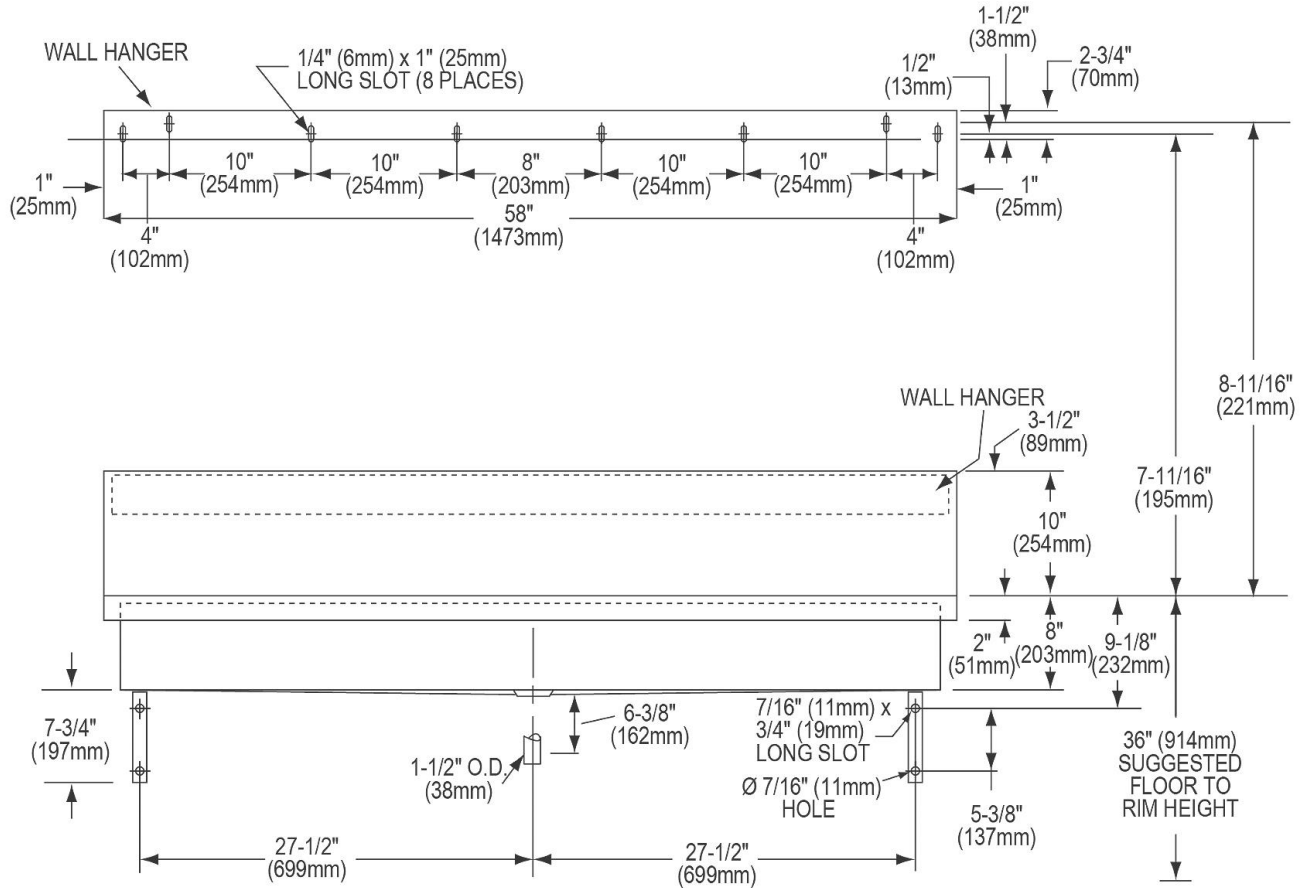 1-1/2"
(38mm)
WALL HANGER
1/4" (6mm) x 1" (25mm)
LONG SLOT (8 PLACES)
1/2"
(13mm)
2-3/4"
(70mm)
10"
(254mm)
10"
(254mm)
8"
(203mm)
10"
(254mm)
10"
(254mm)
1"
(25mm)
1"
(25mm)
58"
(1473mm)
4"
(102mm)
4"
(102mm)
8-11/16"
(221mm)
WALL HANGER
3-1/2"
(89mm)
7-11/16"
(195mm)
10"
(254mm)
2"
(51mm)
8"
(203mm)
9-1/8"
(232mm)
7-3/4"
(197mm)
6-3/8"
(162mm)
7/16" (11mm) x
3/4" (19mm)
LONG SLOT
1-1/2" O.D.
(38mm)
Ø 7/16" (11mm)
HOLE
36" (914mm)
SUGGESTED
FLOOR TO
RIM HEIGHT
5-3/8"
(137mm)
27-1/2"
(699mm)
27-1/2"
(699mm)